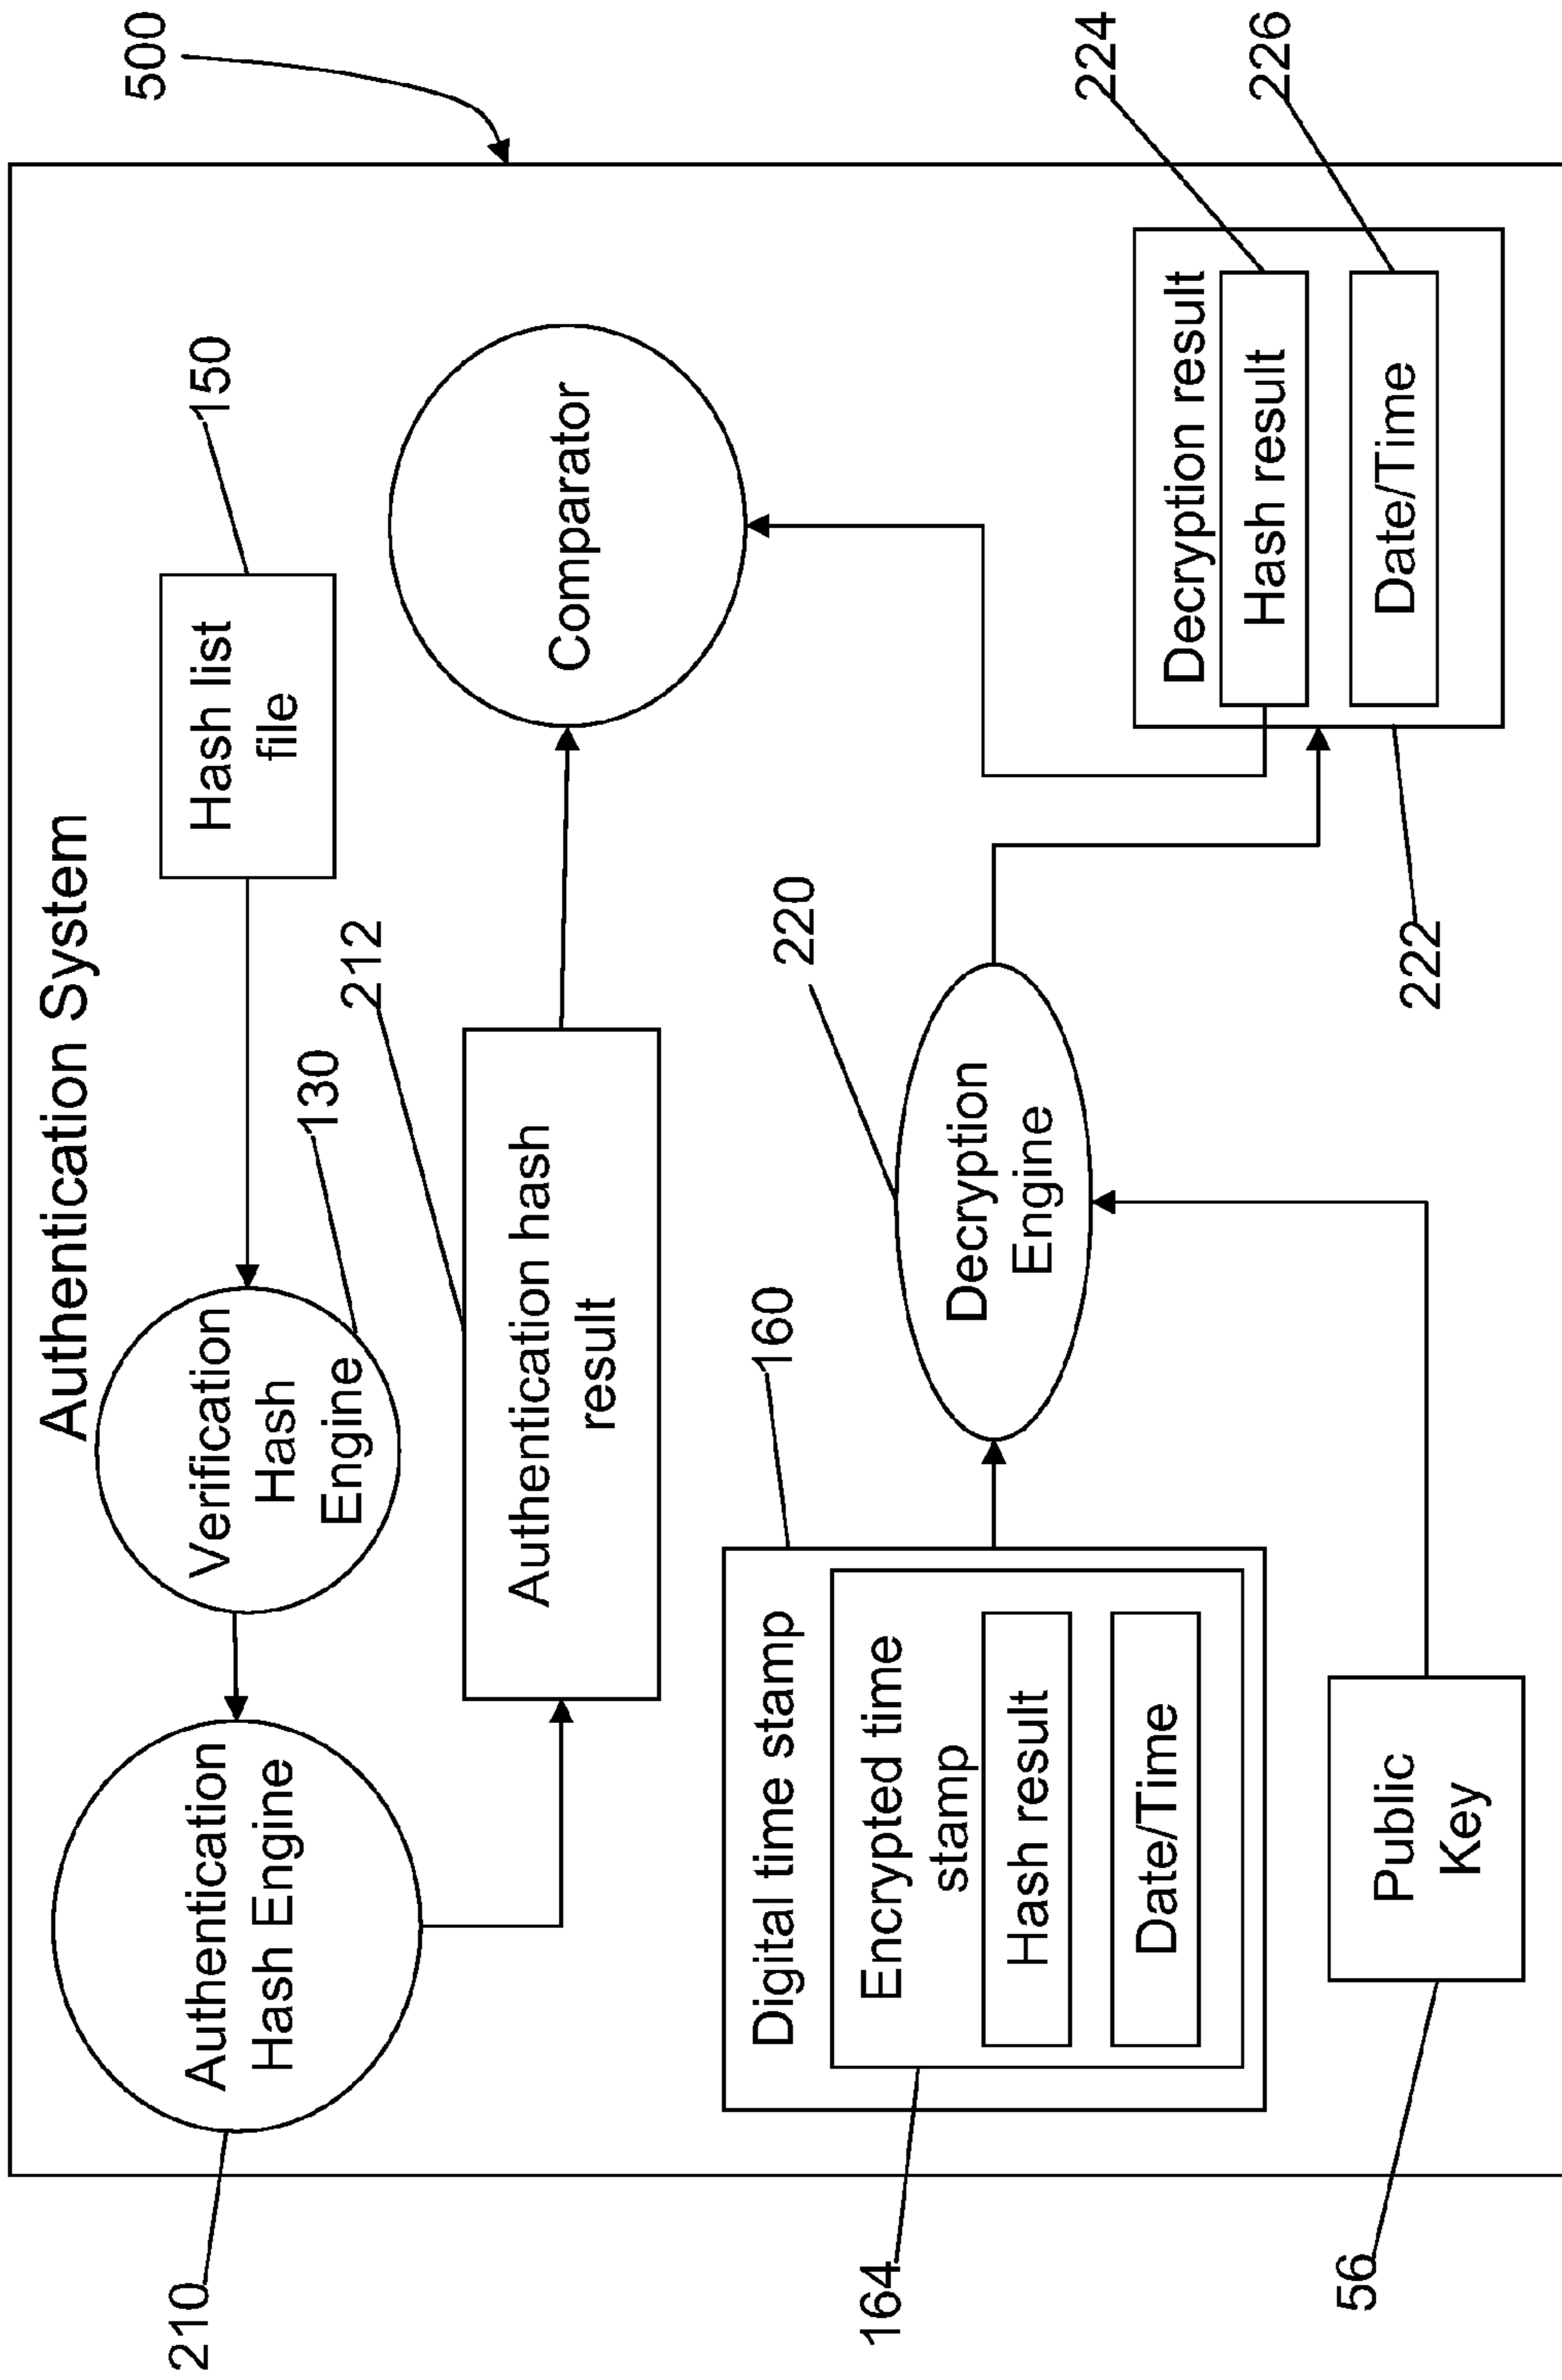 Authentication System
500
210
Authentication
Hash Engine
Verification
Hash
Engine
130
Hash list
file
150
Authentication hash
result
212
Comparator
Digital time stamp
160
Encrypted time
stamp
Hash result
Date/Time
164
Decryption
Engine
220
Decryption result
Hash result
Date/Time
224
226
222
Public
Key
56